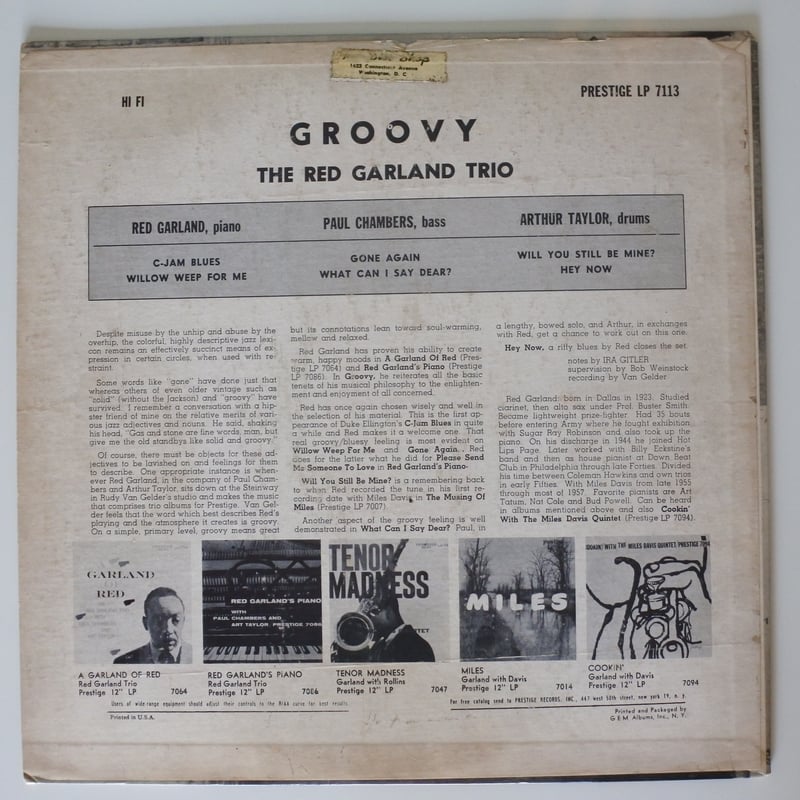 Shop
1622 Connecticut Avenue
Washington, D. C.
HI FI
PRESTIGE LP 7113
GROOVY
THE RED GARLAND TRIO
RED GARLAND, piano
PAUL CHAMBERS, bass
ARTHUR TAYLOR, drums
C-JAM BLUES
WILLOW WEEP FOR ME
GONE AGAIN
WHAT CAN I SAY DEAR?
WILL YOU STILL BE MINE?
HEY NOW
Despite misuse by the unhip and abuse by the
overhip, the colorful, highly descriptive jazz lexi-
con remains an effectively succinct means of ex-
pression in certain circles, when used with re-
straint.
Some words like "gone" have done just that
whereas others of even older vintage such as
"solid" (without the Jackson) and "groovy" have
survived. I remember a conversation with a hip-
ster friend of mine on the relative merits of vari-
ous jazz adjectives and nouns. He said, shaking
his head, "Gas and stone are fine words, man, but
give me the old standbys like solid and groovy."
Of course, there must be objects for these ad-
jectives to be lavished on and feelings for them
to describe. One appropriate instance is when-
ever Red Garland, in the company of Paul Cham-
bers and Arthur Taylor, sits down at the Steinway
in Rudy Van Gelder's studio and makes the music
that comprises trio albums for Prestige. Van Gel-
der feels that the word which best describes Red's
playing and the atmosphere it creates is groovy.
On a simple, primary level, groovy means great
but its connotations lean toward soul-warming,
mellow and relaxed.
Red Garland has proven his ability to create
warm, happy moods in A Garland Of Red (Pres-
tige LP 7064) and Red Garland's Piano (Prestige
LP 7086). In Groovy, he reiterates all the basic
tenets of his musical philosophy to the enlighten-
ment and enjoyment of all concerned.
Red has once again chosen wisely and well in
the selection of his material. This is the first ap-
pearance of Duke Ellington's C-Jam Blues in quite
a while and Red makes it a welcome one. That
real groovy/bluesy feeling is most evident on
Willow Weep For Me and Gone Again. Red
does for the latter what he did for Please Send
Me Someone To Love in Red Garland's Piano.
Will You Still Be Mine? is a remembering back
to when Red recorded the tune in his first re-
cording date with Miles Davis in The Musing Of
Miles (Prestige LP 7007).
Another aspect of the groovy feeling is well
demonstrated in What Can I Say Dear? Paul, in
a lengthy, bowed solo, and Arthur, in exchanges
with Red, get a chance to work out on this one.
Hey Now, a riffy blues by Red closes the set.
notes by IRA GITLER
supervision by Bob Weinstock
recording by Van Gelder
Red Garland: born in Dallas in 1923. Studied
clarinet, then alto sax under Prof. Buster Smith.
Became lightweight prize-fighter. Had 35 bouts
before entering Army where he fought exhibition
with Sugar Ray Robinson and also took up the
piano. On his discharge in 1944 he joined Hot
Lips Page. Later worked with Billy Eckstine's
band and then as house pianist at Down Beat
Club in Philadelphia through late Forties. Divided
his time between Coleman Hawkins and own trio
in early Fifties. With Miles Davis from late 1955
through most of 1957. Favorite pianists are Art
Tatum, Nat Cole and Bud Powell. Can be heard
in albums mentioned above and also Cookin'
With The Miles Davis Quintet (Prestige LP 7094).
GARLAND
RED
RED GARLAND'S PIANO
WITH
PAUL CHAMBERS AND
ART TAYLOR, PRESTIGE 7086
TENOR
MADNESS
TET
MILES
COOKIN' WITH THE MILES DAVIS QUINTET/PRESTIGE 7094
A GARLAND OF RED
Red Garland Trio
Prestige 12" LP 7064
RED GARLAND'S PIANO
Red Garland Trio
Prestige 12" LP 7086
TENOR MADNESS
Garland with Rollins
Prestige 12" LP 7047
MILES
Garland with Davis
Prestige 12" LP 7014
COOKIN'
Garland with Davis
Prestige 12" LP 7094
Users of wide-range equipment should adjust their controls to the RIAA curve for best results.
For free catalog send to PRESTIGE RECORDS, INC., 447 west 50th street, new york 19, n. y.
Printed in U.S.A.
Printed and Packaged by
G E M Albums, Inc., N. Y.